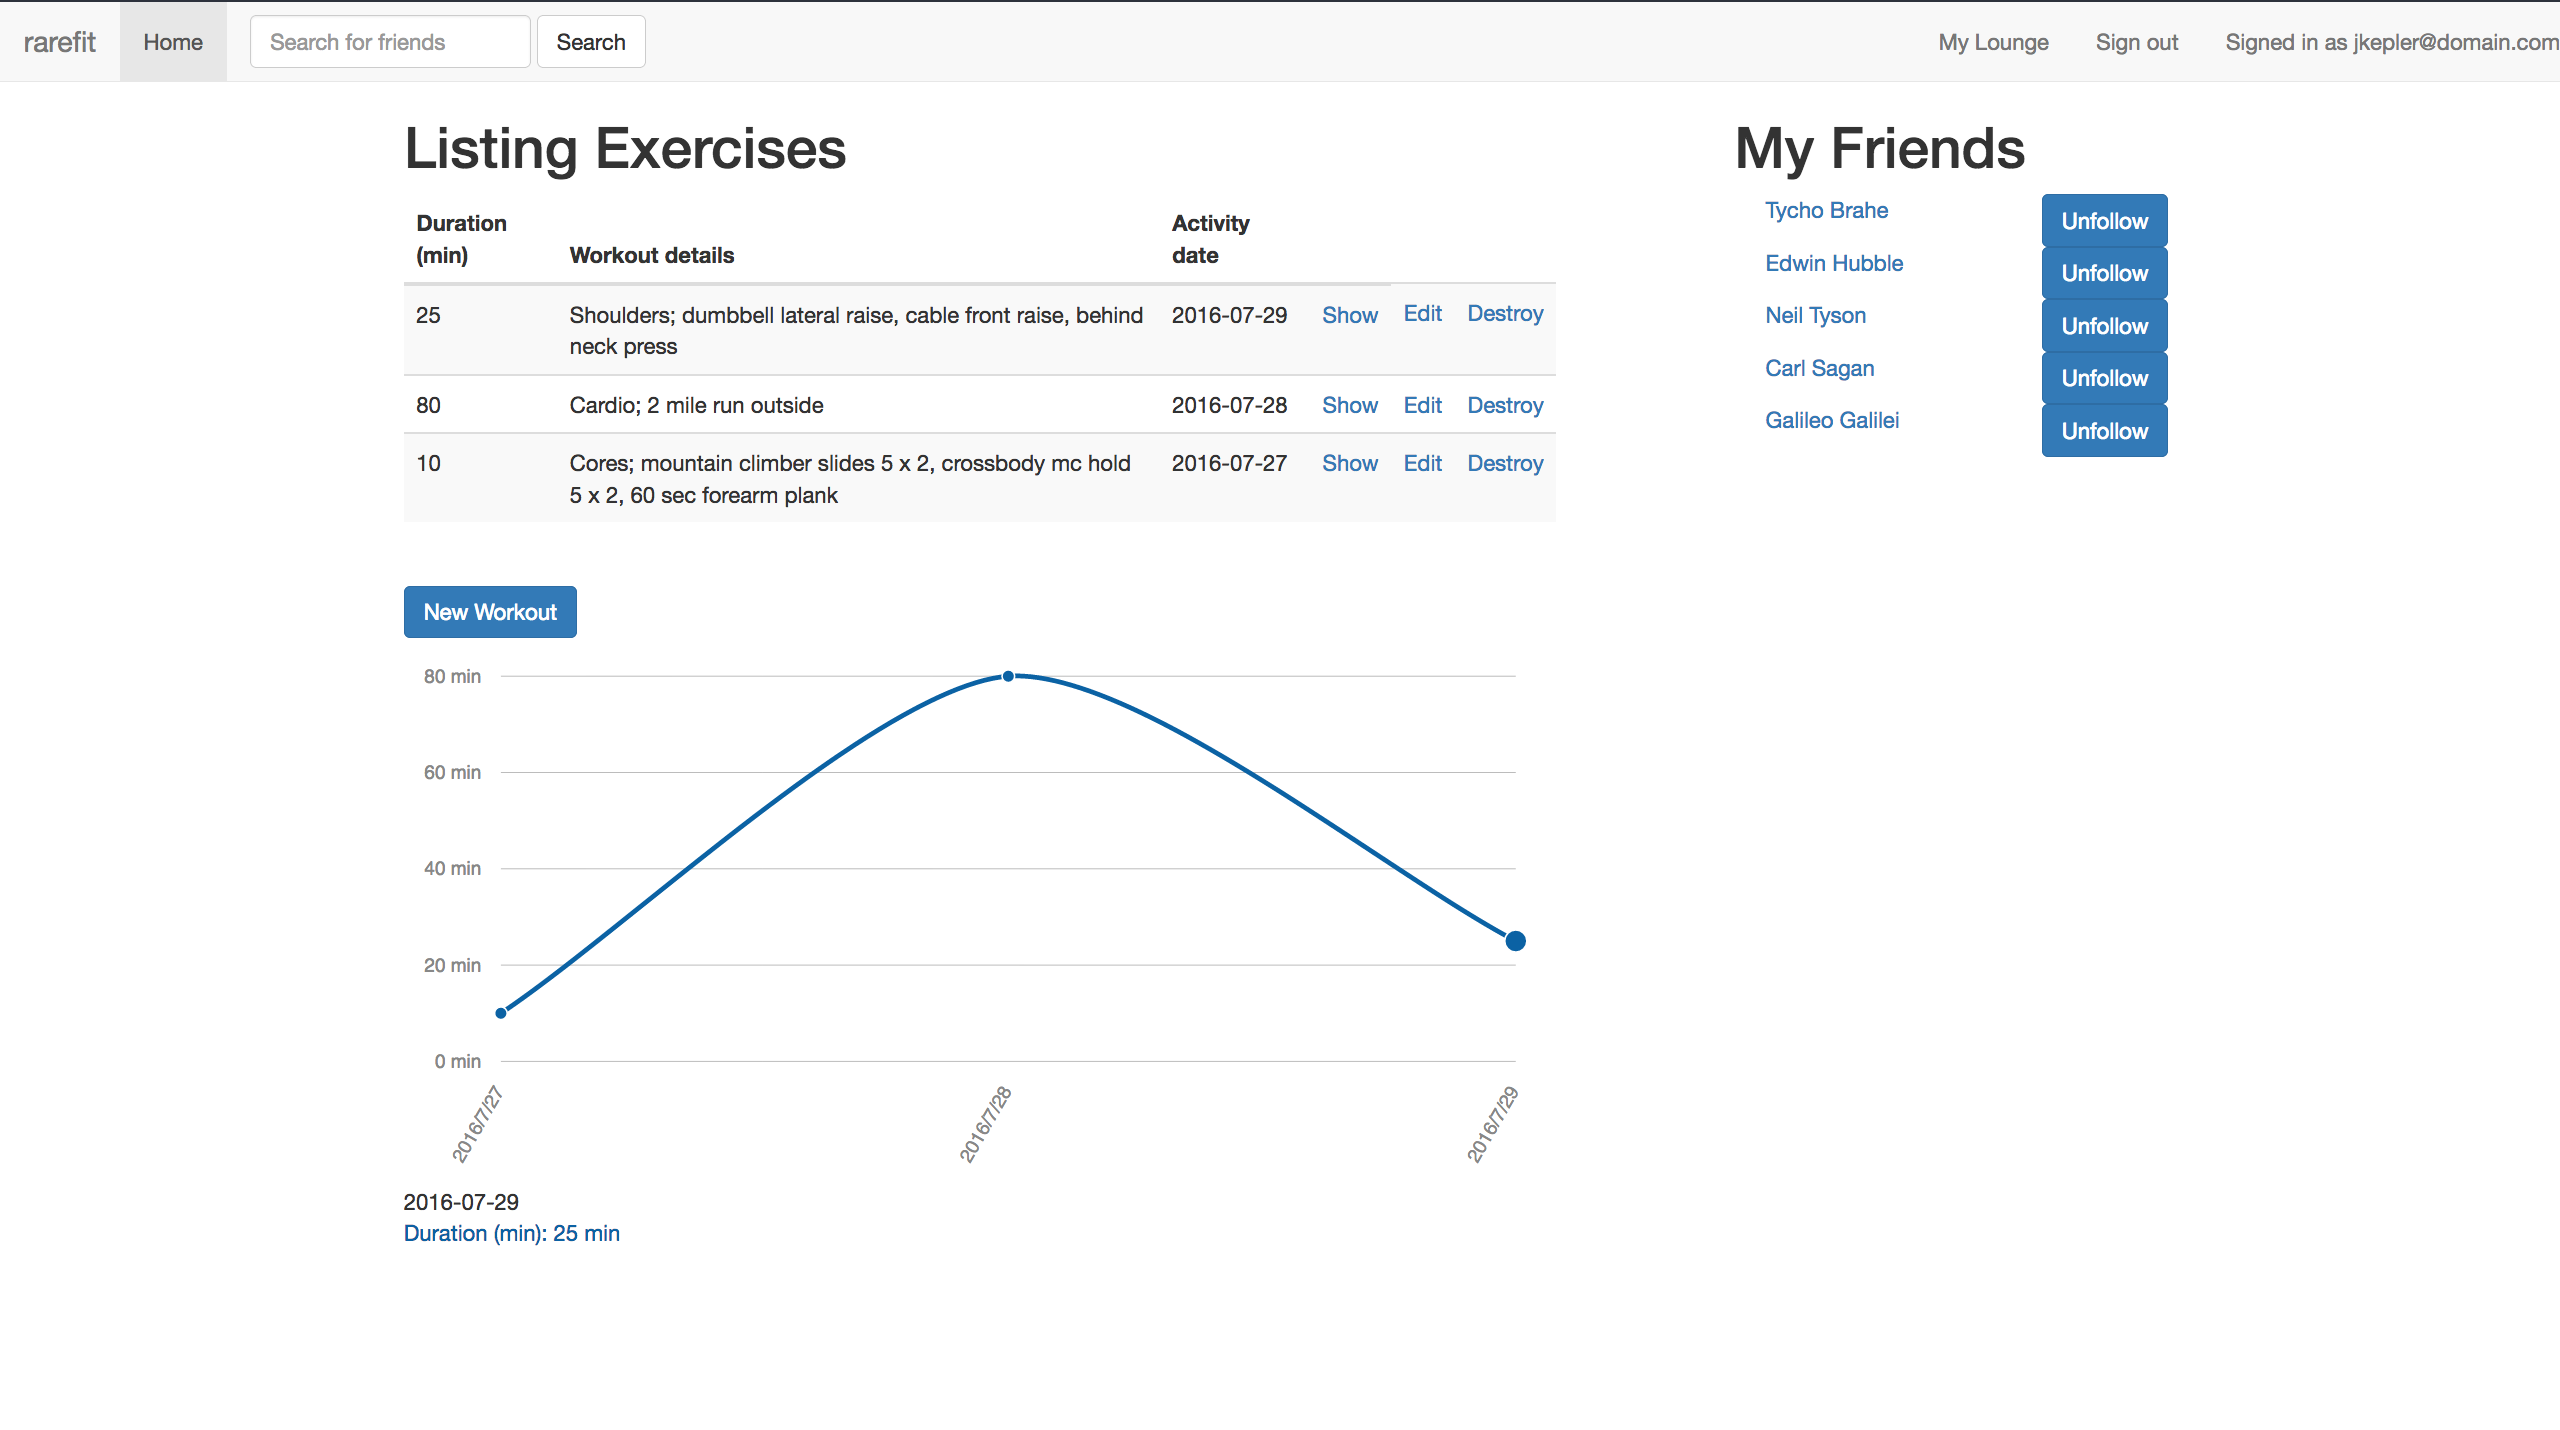 rarefit Home Search for friends Search My Lounge Sign out Signed in as jkepler@domain.com
Listing Exercises
Duration
(min) Workout details Activity
date
25 Shoulders; dumbbell lateral raise, cable front raise, behind
neck press 2016-07-29 Show Edit Destroy
80 Cardio; 2 mile run outside 2016-07-28 Show Edit Destroy
10 Cores; mountain climber slides 5 x 2, crossbody mc hold
5 x 2, 60 sec forearm plank 2016-07-27 Show Edit Destroy
New Workout
80 min
60 min
40 min
20 min
0 min
2016/7/27 2016/7/28 2016/7/29
2016-07-29
Duration (min): 25 min
My Friends
Tycho Brahe Unfollow
Edwin Hubble Unfollow
Neil Tyson Unfollow
Carl Sagan Unfollow
Galileo Galilei Unfollow